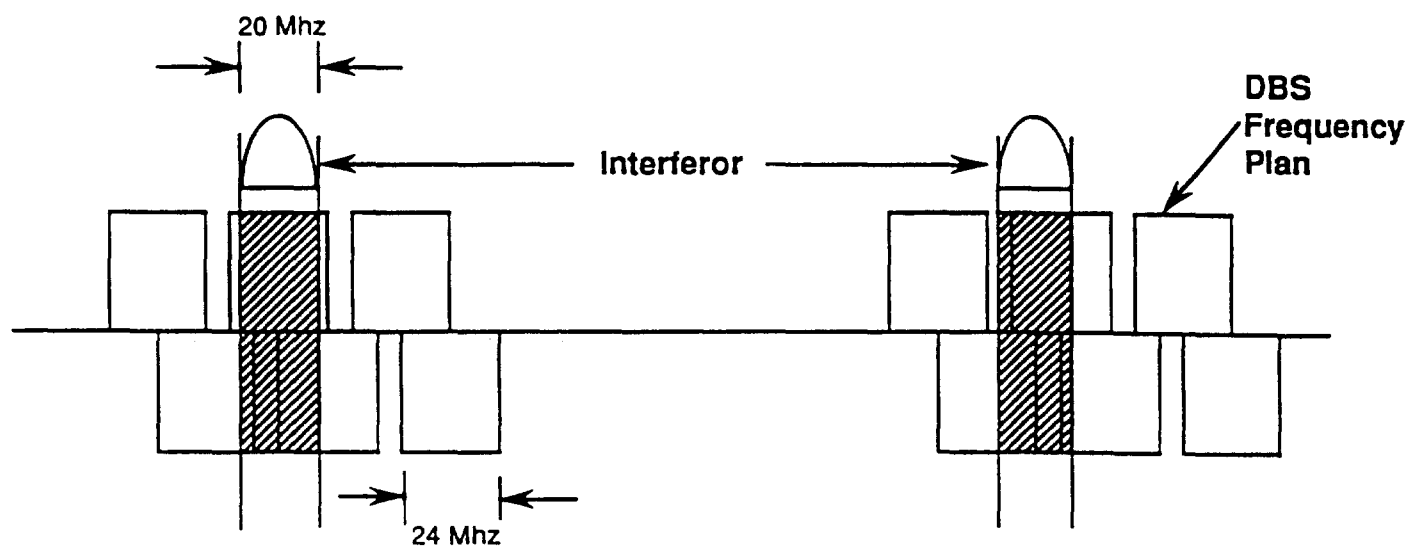 20 Mhz
DBS
Frequency
Plan
Interferor
24 Mhz